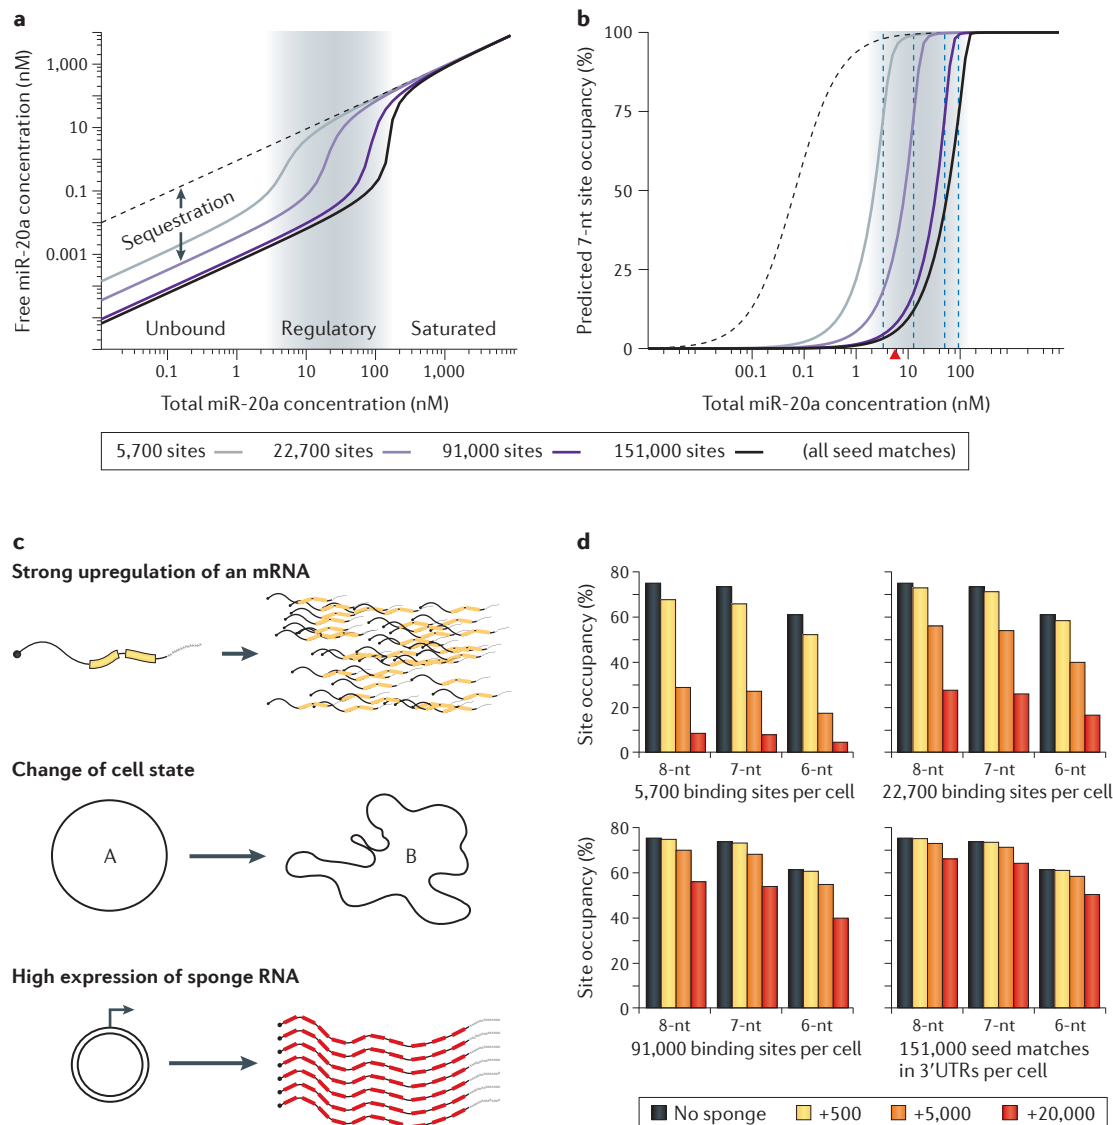 a
Free miR-20a concentration (nM)
1,000
10
0.1
0.001
Sequestration
Unbound
Regulatory
Saturated
0.1
1
10
100
1,000
Total miR-20a concentration (nM)
b
Predicted 7-nt site occupancy (%)
100
75
50
25
0
00.1
0.1
1
10
100
Total miR-20a concentration (nM)
5,700 sites
22,700 sites
91,000 sites
151,000 sites
(all seed matches)
c
Strong upregulation of an mRNA
Change of cell state
A
B
High expression of sponge RNA
d
Site occupancy (%)
80
60
40
20
0
8-nt
7-nt
6-nt
5,700 binding sites per cell
8-nt
7-nt
6-nt
22,700 binding sites per cell
Site occupancy (%)
80
60
40
20
0
8-nt
7-nt
6-nt
91,000 binding sites per cell
8-nt
7-nt
6-nt
151,000 seed matches
in 3′UTRs per cell
No sponge
+500
+5,000
+20,000